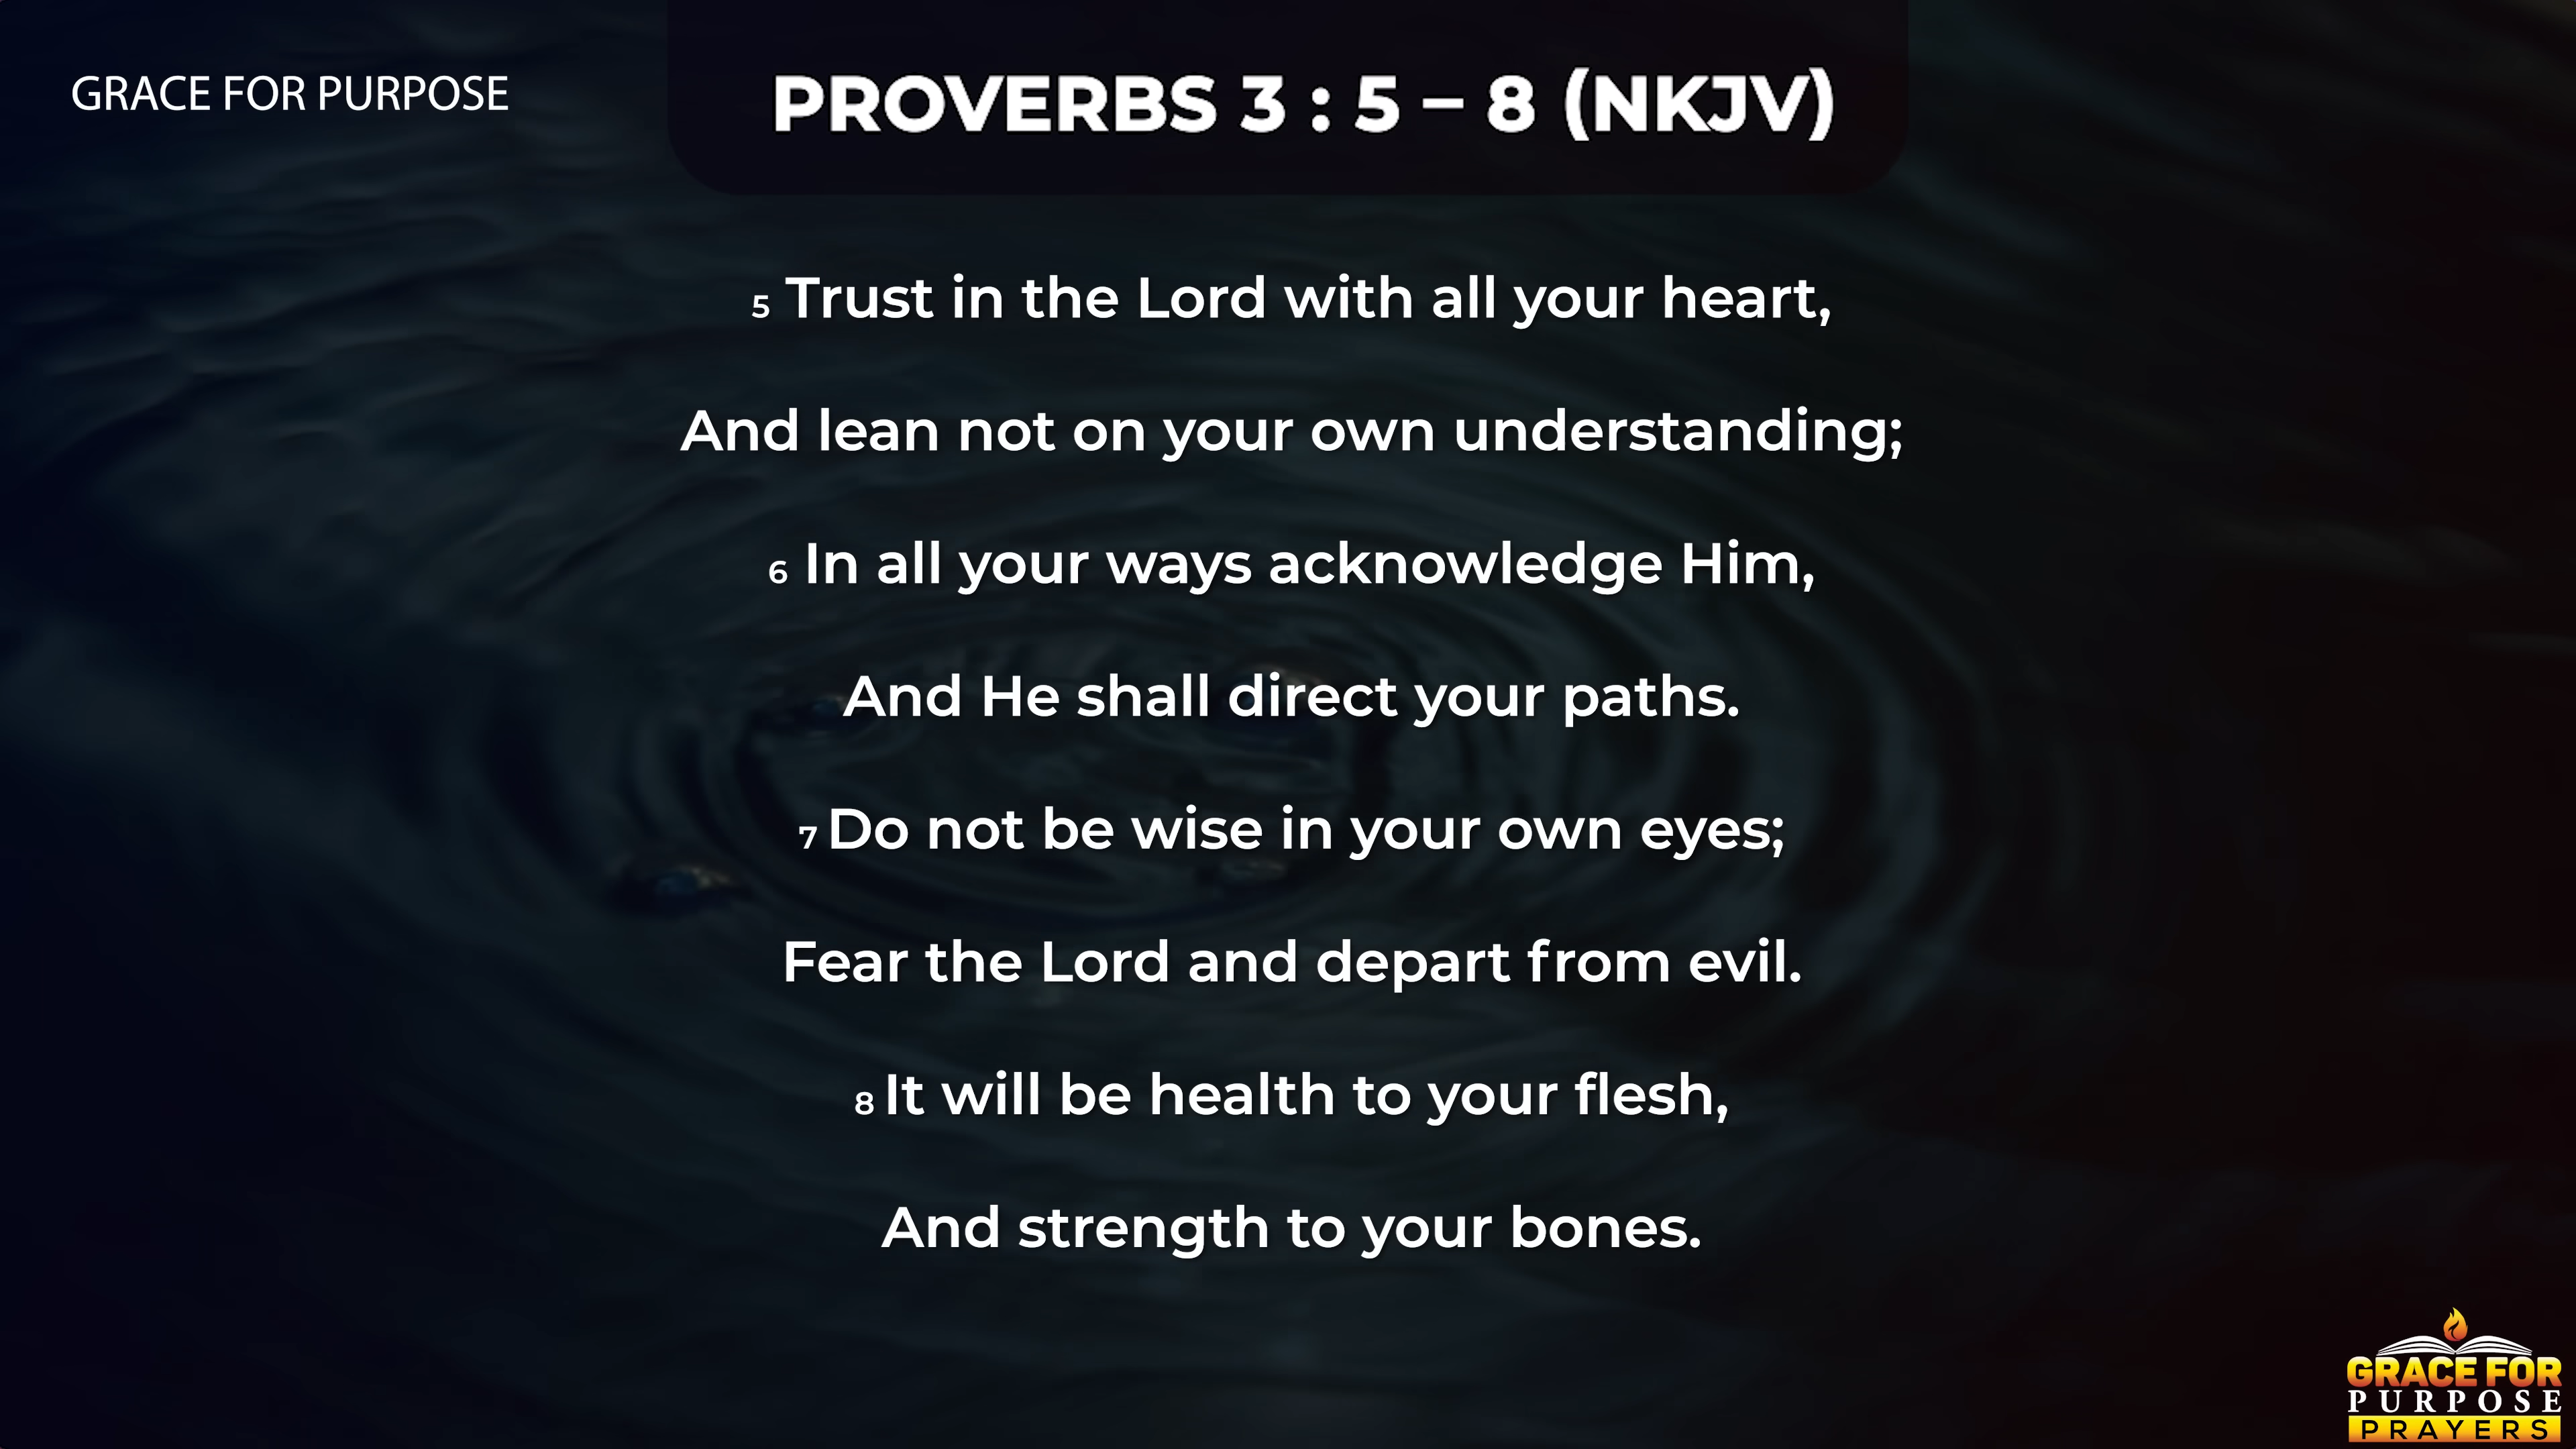 GRACE FOR PURPOSE
PROVERBS 3 : 5 – 8 (NKJV)
5 Trust in the Lord with all your heart,
And lean not on your own understanding;
6 In all your ways acknowledge Him,
And He shall direct your paths.
7 Do not be wise in your own eyes;
Fear the Lord and depart from evil.
8 It will be health to your flesh,
And strength to your bones.
GRACE FOR
PURPOSE
PRAYERS